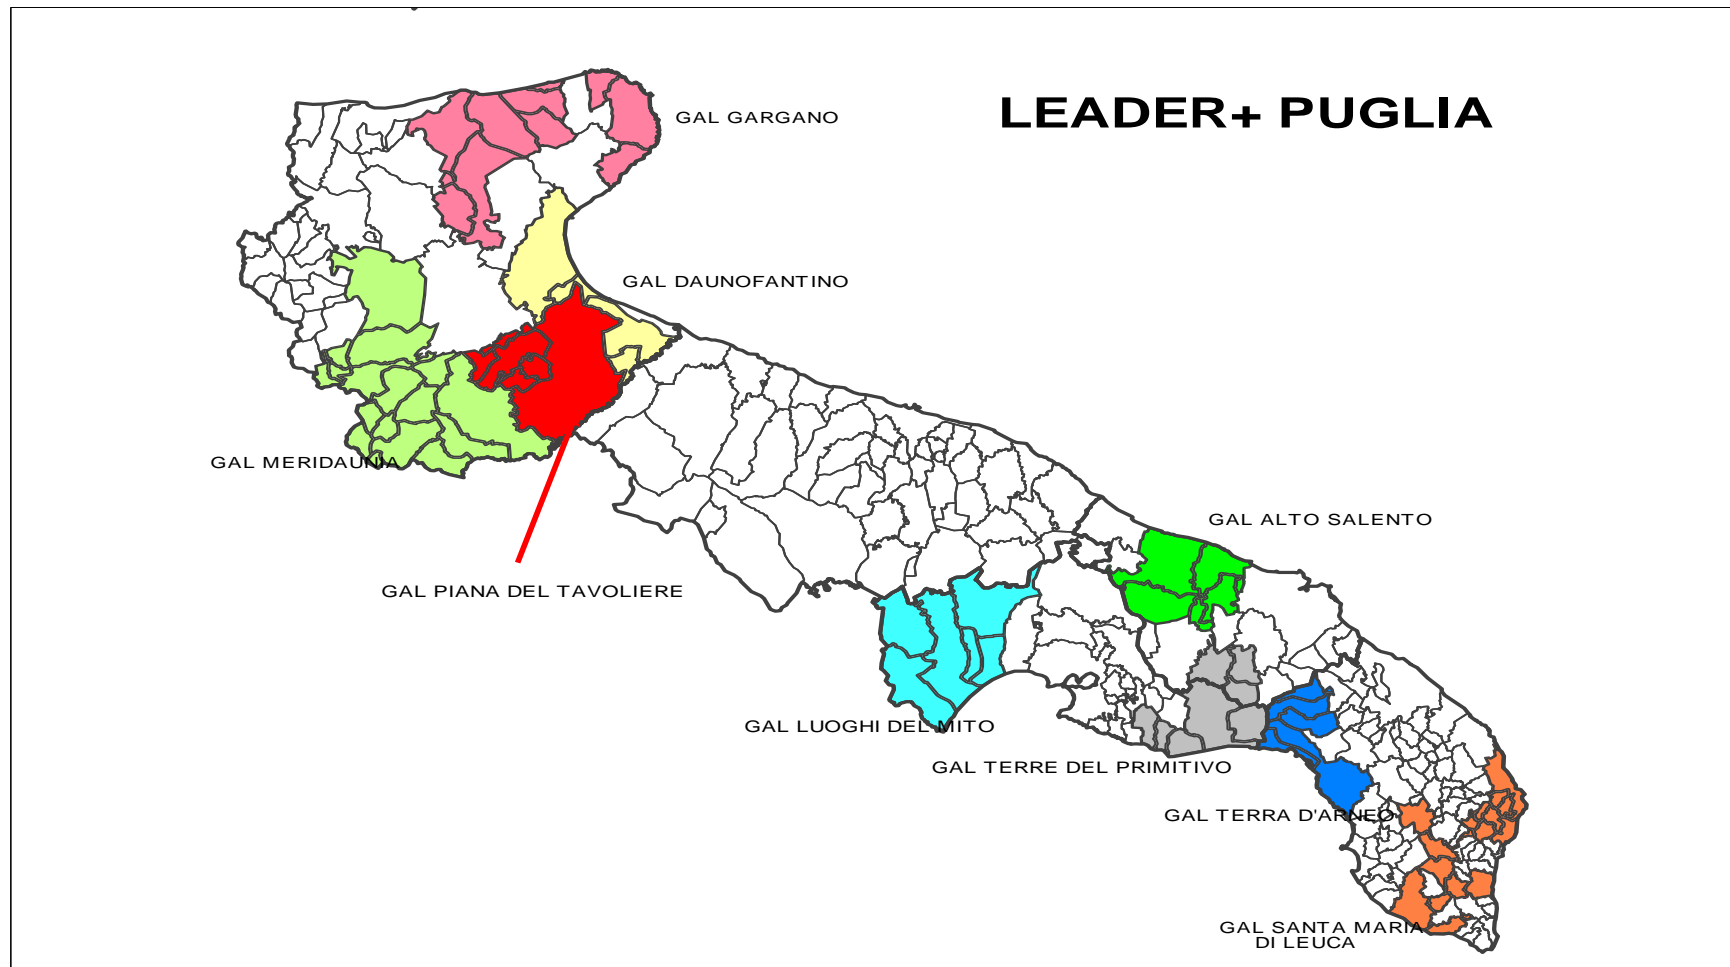 LEADER+ PUGLIA
GAL GARGANO
GAL DAUNOFANTINO
GAL MERIDAUNIA
GAL ALTO SALENTO
GAL PIANA DEL TAVOLIERE
GAL LUOGHI DEL MITO
GAL TERRE DEL PRIMITIVO
GAL TERRA D'ARNEO
GAL SANTA MARIA
DI LEUCA